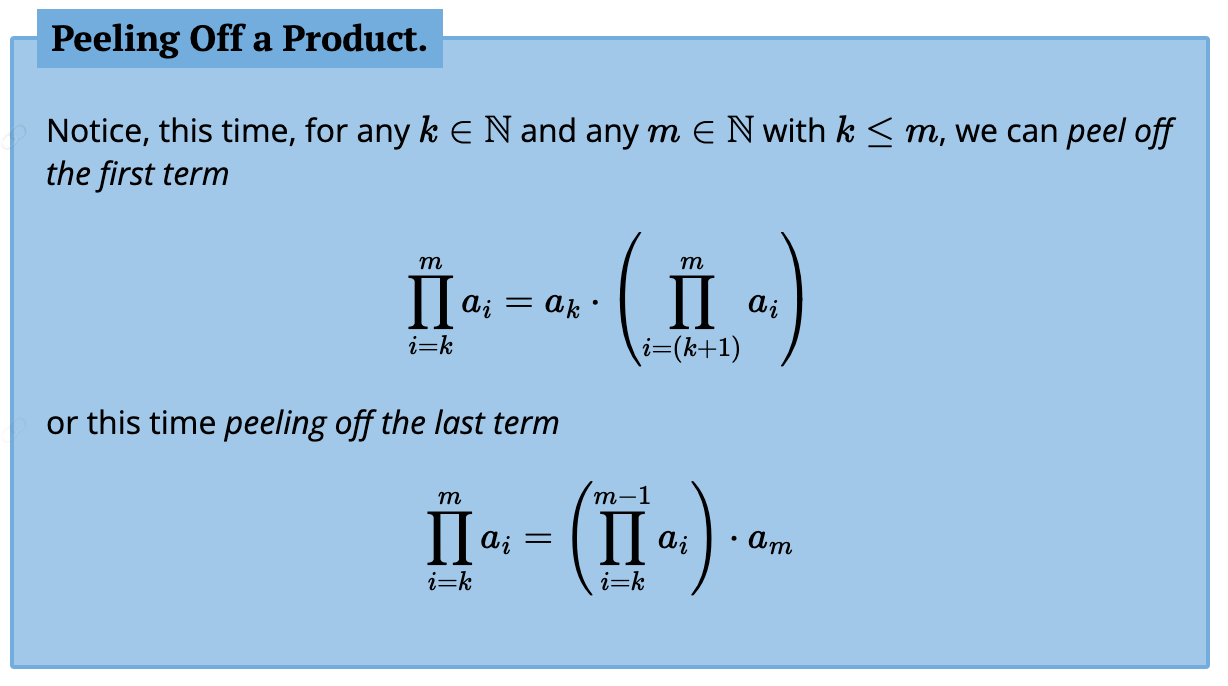 Peeling Off a Product.
Notice, this time, for any k ∈ ℕ and any m ∈ ℕ with k ≤ m, we can peel off
the first term
∏_{i=k}^{m} a_i = a_k · (∏_{i=(k+1)}^{m} a_i)
or this time peeling off the last term
∏_{i=k}^{m} a_i = (∏_{i=k}^{m−1} a_i) · a_m